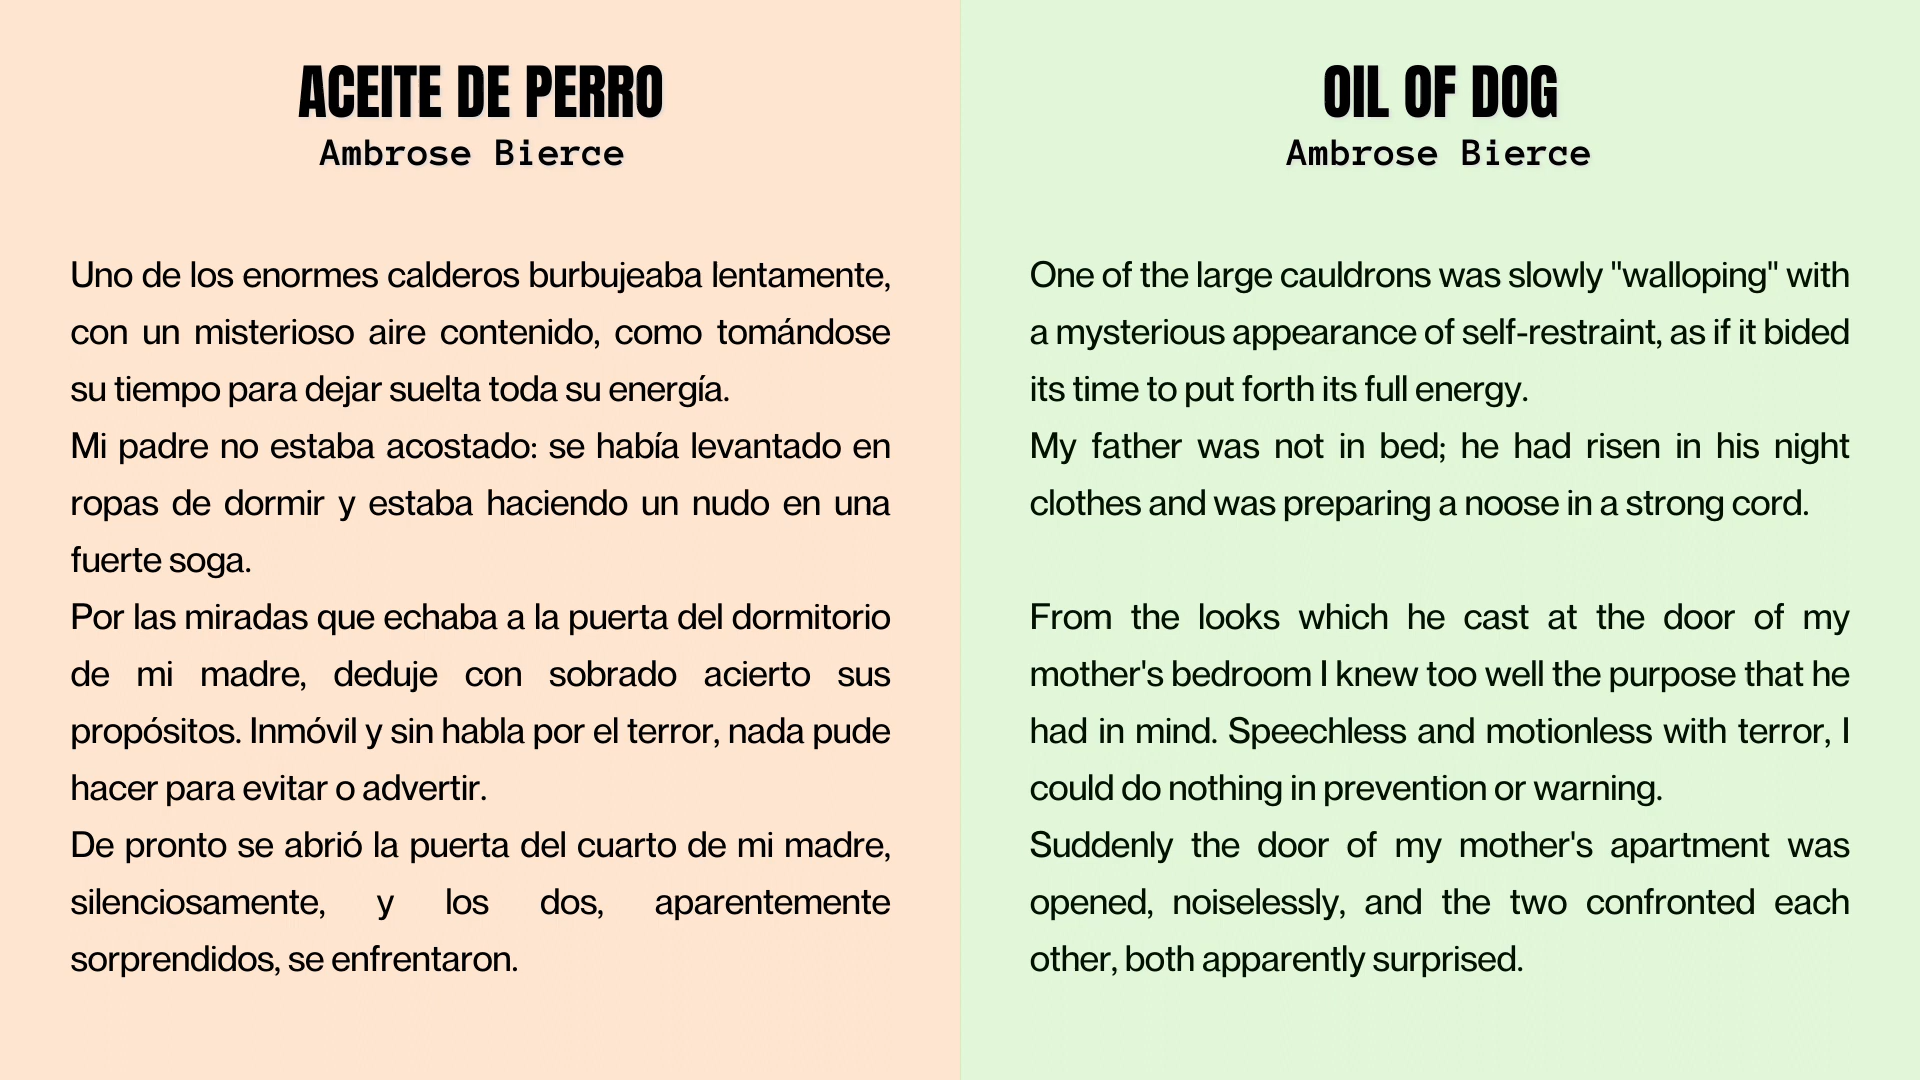 ACEITE DE PERRO
Ambrose Bierce
Uno de los enormes calderos burbujeaba lentamente,
con un misterioso aire contenido, como tomándose
su tiempo para dejar suelta toda su energía.
Mi padre no estaba acostado: se había levantado en
ropas de dormir y estaba haciendo un nudo en una
fuerte soga.
Por las miradas que echaba a la puerta del dormitorio
de mi madre, deduje con sobrado acierto sus
propósitos. Inmóvil y sin habla por el terror, nada pude
hacer para evitar o advertir.
De pronto se abrió la puerta del cuarto de mi madre,
silenciosamente, y los dos, aparentemente
sorprendidos, se enfrentaron.
OIL OF DOG
Ambrose Bierce
One of the large cauldrons was slowly "walloping" with
a mysterious appearance of self-restraint, as if it bided
its time to put forth its full energy.
My father was not in bed; he had risen in his night
clothes and was preparing a noose in a strong cord.
From the looks which he cast at the door of my
mother's bedroom I knew too well the purpose that he
had in mind. Speechless and motionless with terror, I
could do nothing in prevention or warning.
Suddenly the door of my mother's apartment was
opened, noiselessly, and the two confronted each
other, both apparently surprised.